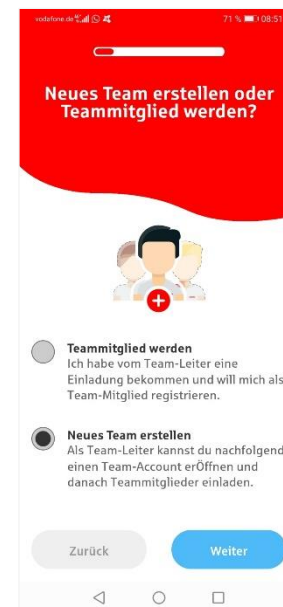 vodefone.de 71 % 08:51
Neues Team erstellen oder
Teammitglied werden?
Teammitglied werden
Ich habe vom Team-Leiter eine
Einladung bekommen und will mich als
Team-Mitglied registrieren.
Neues Team erstellen
Als Team-Leiter kannst du nachfolgend
einen Team-Account erÖffnen und
danach Teammitglieder einladen.
Zurück Weiter